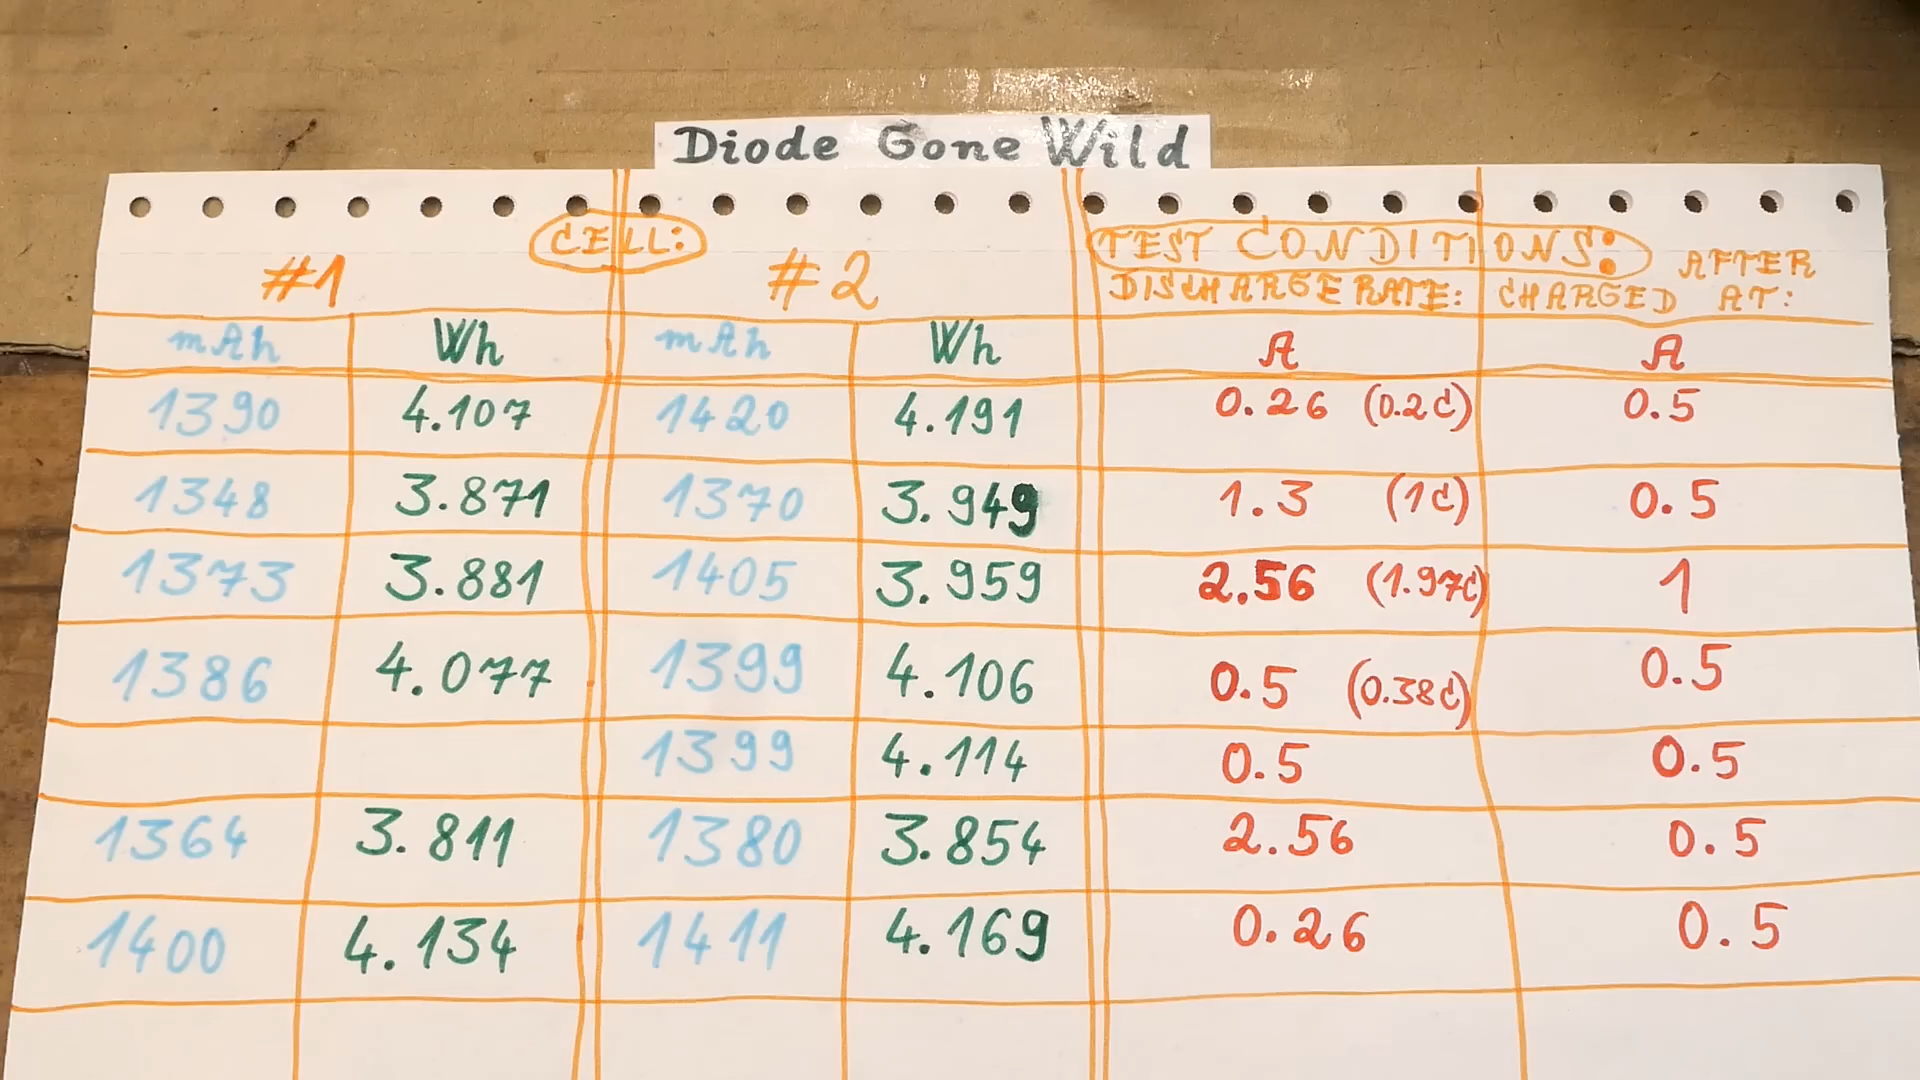 Diode Gone Wild
CELL: TEST CONDITIONS:
#1 #2 DISCHARGE RATE: CHARGED AFTER AT:
mAh Wh mAh Wh A A
1390 4.107 1420 4.191 0.26 (0.2C) 0.5
1348 3.871 1370 3.949 1.3 (1C) 0.5
1373 3.881 1405 3.959 2.56 (1.97C) 1
1386 4.077 1399 4.106 0.5 (0.38C) 0.5
1399 4.114 0.5 0.5
1364 3.811 1380 3.854 2.56 0.5
1400 4.134 1411 4.169 0.26 0.5